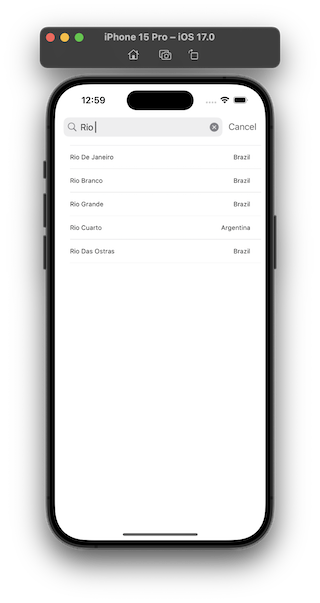 iPhone 15 Pro – iOS 17.0
12:59
Rio Cancel
Rio De Janeiro Brazil
Rio Branco Brazil
Rio Grande Brazil
Rio Cuarto Argentina
Rio Das Ostras Brazil